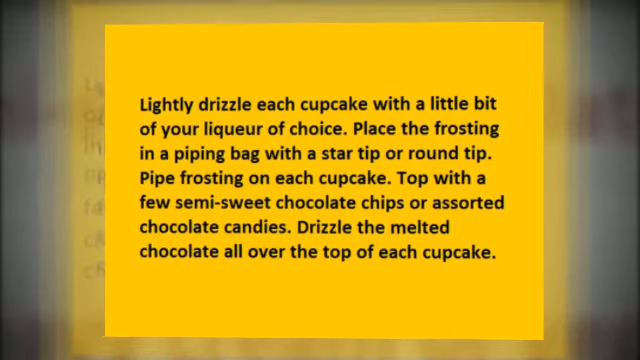 Lightly drizzle each cupcake with a little bit
of your liqueur of choice. Place the frosting
in a piping bag with a star tip or round tip.
Pipe frosting on each cupcake. Top with a
few semi-sweet chocolate chips or assorted
chocolate candies. Drizzle the melted
chocolate all over the top of each cupcake.